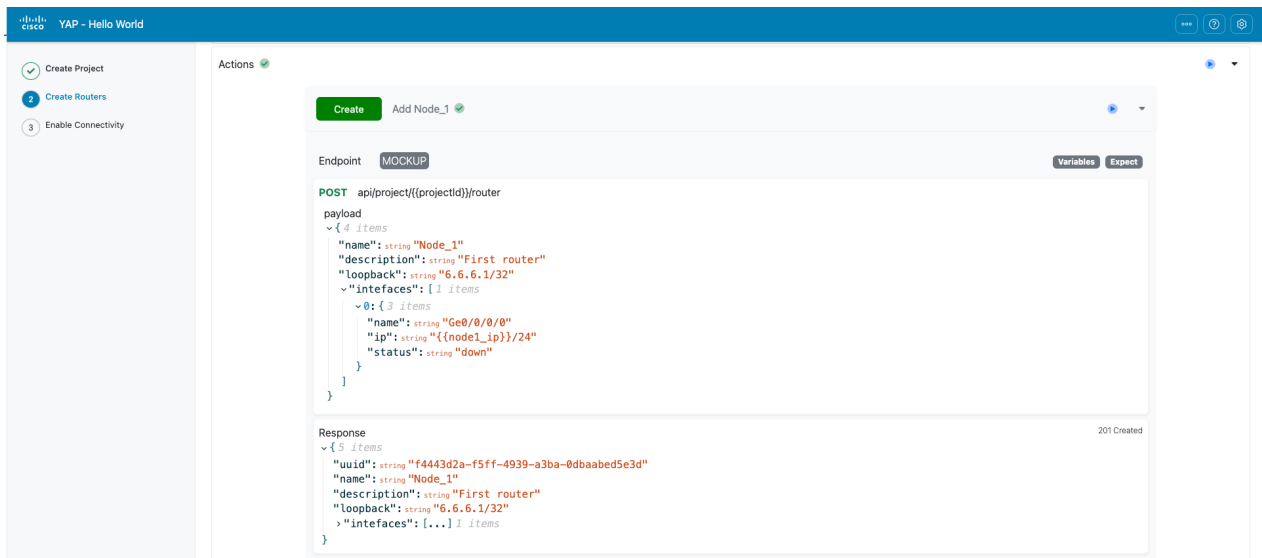 cisco YAP - Hello World
Create Project
2 Create Routers
3 Enable Connectivity
Actions
Create Add Node_1
Endpoint MOCKUP Variables Expect
POST api/project/{{projectId}}/router
payload
{ 4 items
"name": string "Node_1"
"description": string "First router"
"loopback": string "6.6.6.1/32"
"intefaces": [ 1 items
0: { 3 items
"name": string "Ge0/0/0/0"
"ip": string "{{node1_ip}}/24"
"status": string "down"
}
]
}
Response 201 Created
{ 5 items
"uuid": string "f4443d2a-f5ff-4939-a3ba-0dbaabed5e3d"
"name": string "Node_1"
"description": string "First router"
"loopback": string "6.6.6.1/32"
"intefaces": [...] 1 items
}